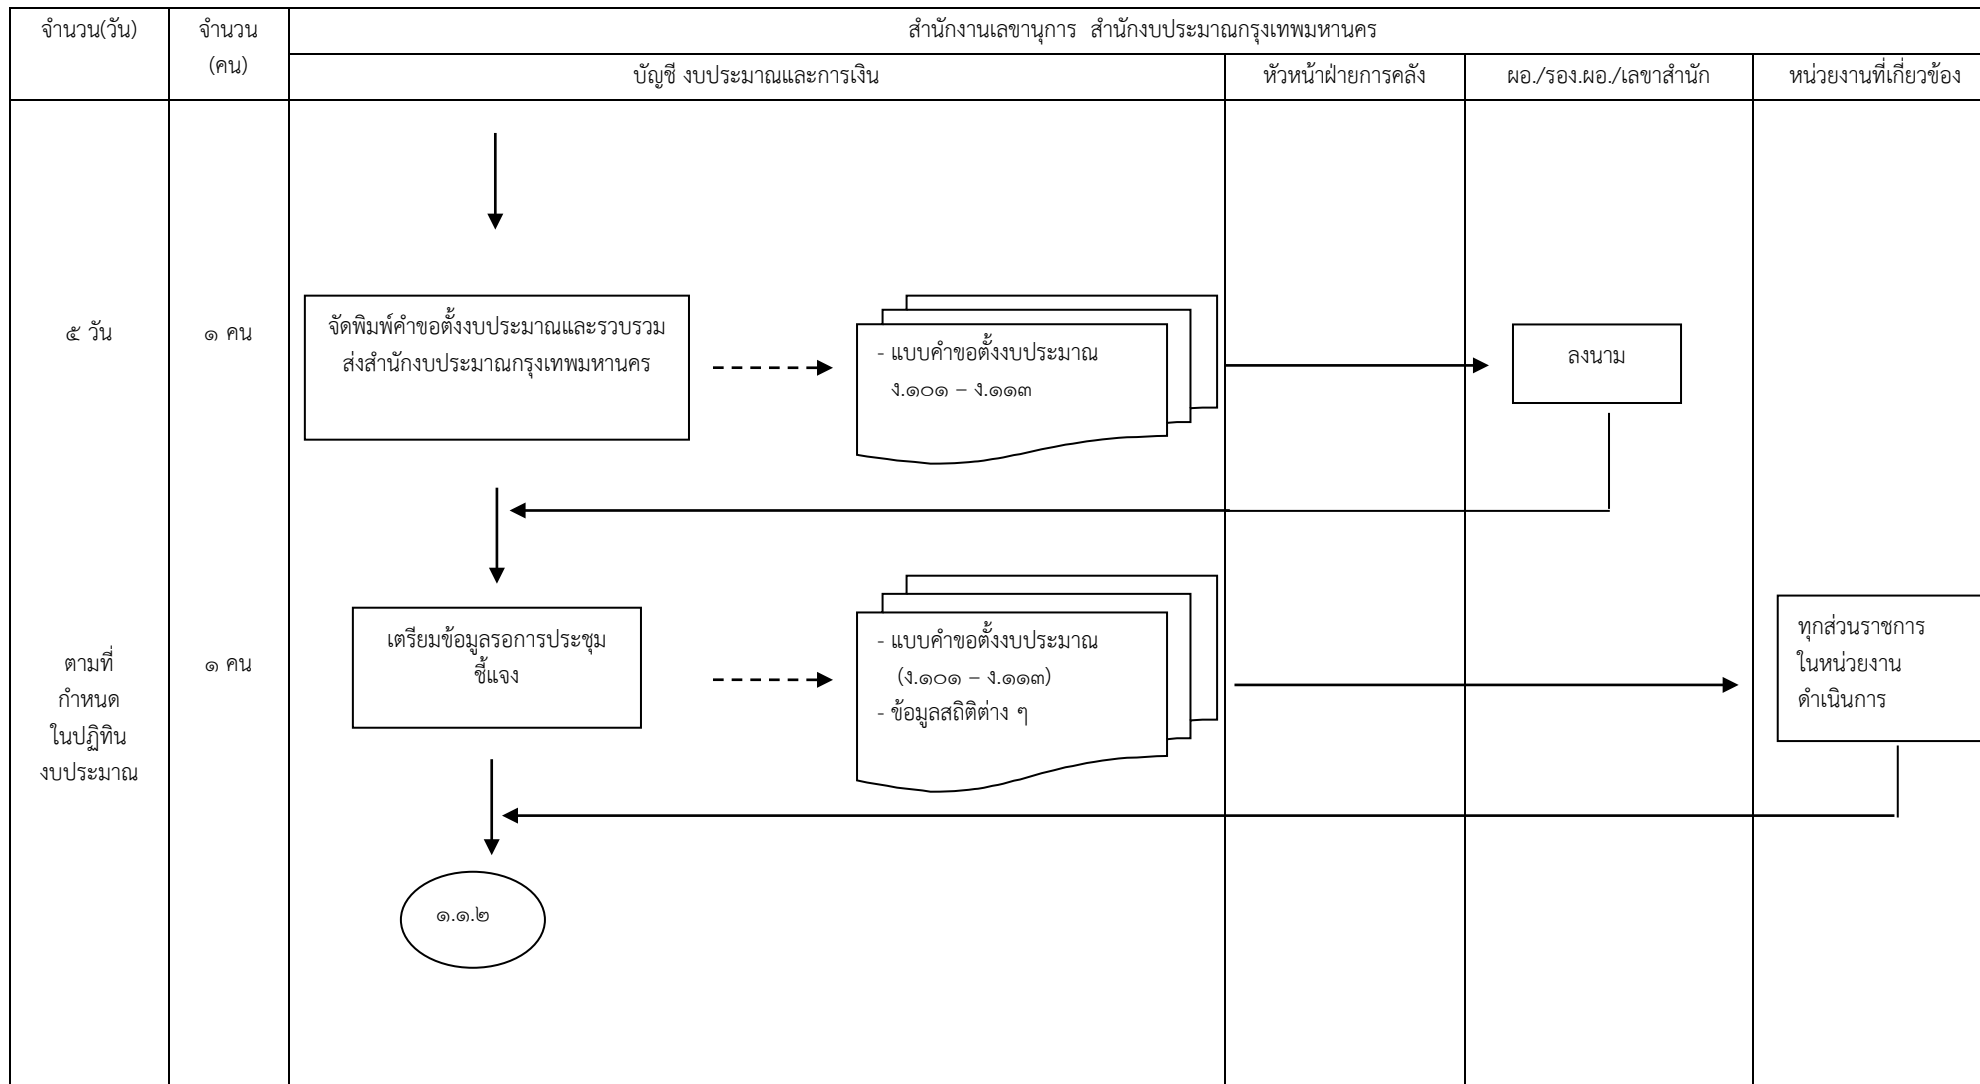 จำนวน(วัน)
จำนวน
(คน)
สำนักงานเลขานุการ สำนักงบประมาณกรุงเทพมหานคร
บัญชี งบประมาณและการเงิน
หัวหน้าฝ่ายการคลัง
ผอ./รอง.ผอ./เลขาสำนัก
หน่วยงานที่เกี่ยวข้อง
๕ วัน
๑ คน
จัดพิมพ์คำขอตั้งงบประมาณและรวบรวม
ส่งสำนักงบประมาณกรุงเทพมหานคร
- แบบคำขอตั้งงบประมาณ
ง.๑๐๑ – ง.๑๑๓
ลงนาม
ตามที่
กำหนด
ในปฏิทิน
งบประมาณ
๑ คน
เตรียมข้อมูลรอการประชุม
ชี้แจง
- แบบคำขอตั้งงบประมาณ
(ง.๑๐๑ – ง.๑๑๓)
- ข้อมูลสถิติต่าง ๆ
ทุกส่วนราชการ
ในหน่วยงาน
ดำเนินการ
๑.๑.๒